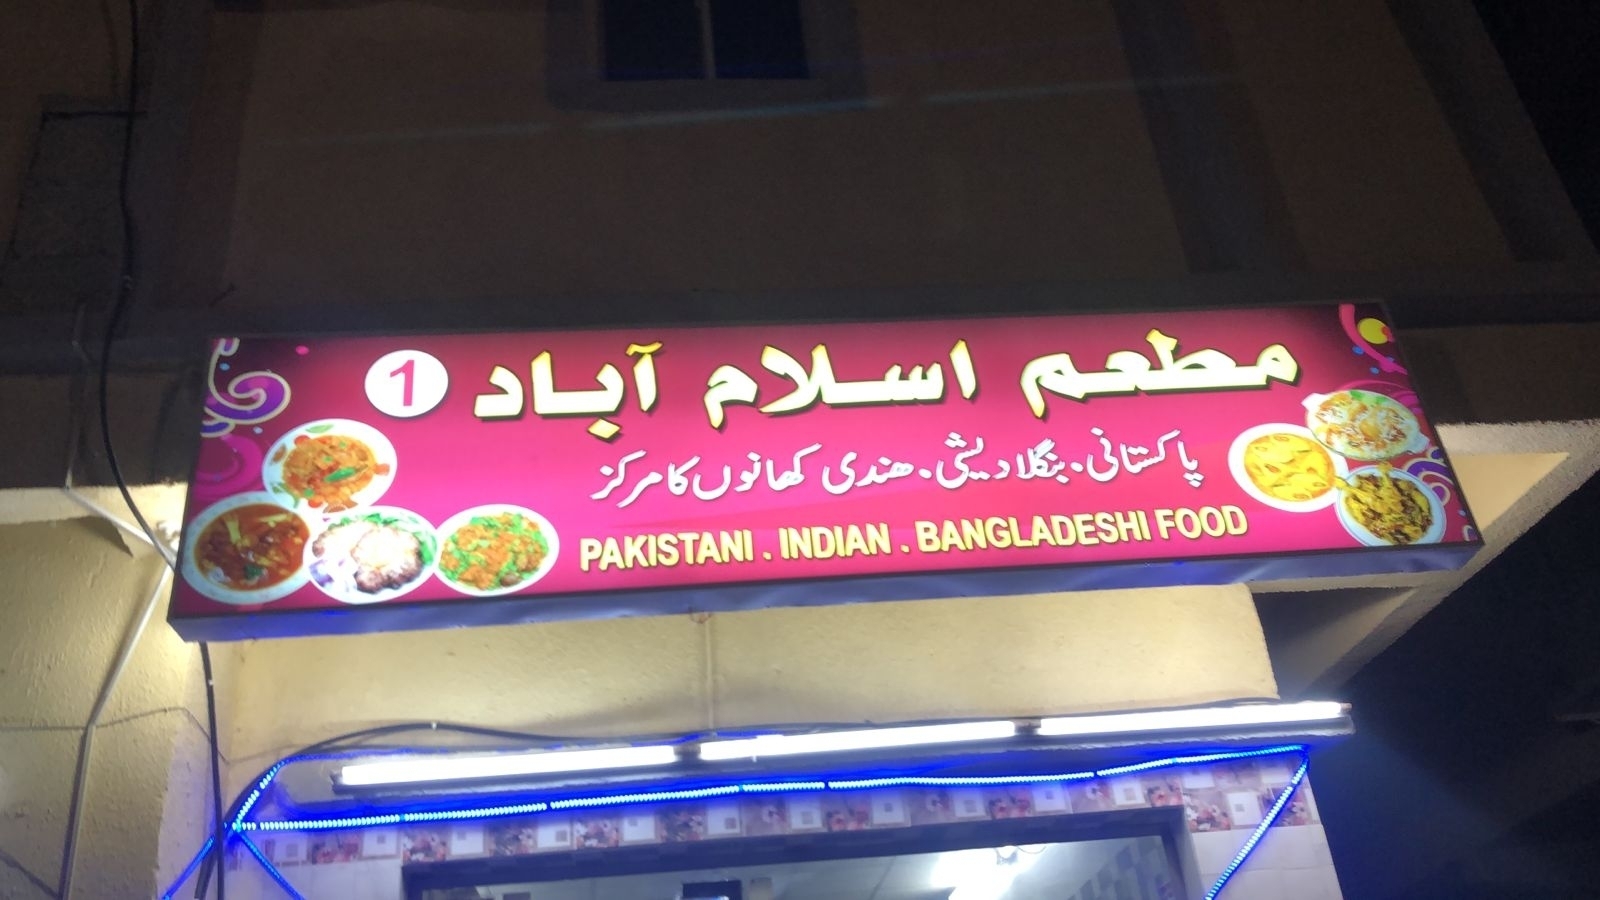 مطعم اسلام آباد 1
پاکستانی . بنگلادیشی . ھندی کھانوں کا مرکز
PAKISTANI . INDIAN . BANGLADESHI FOOD